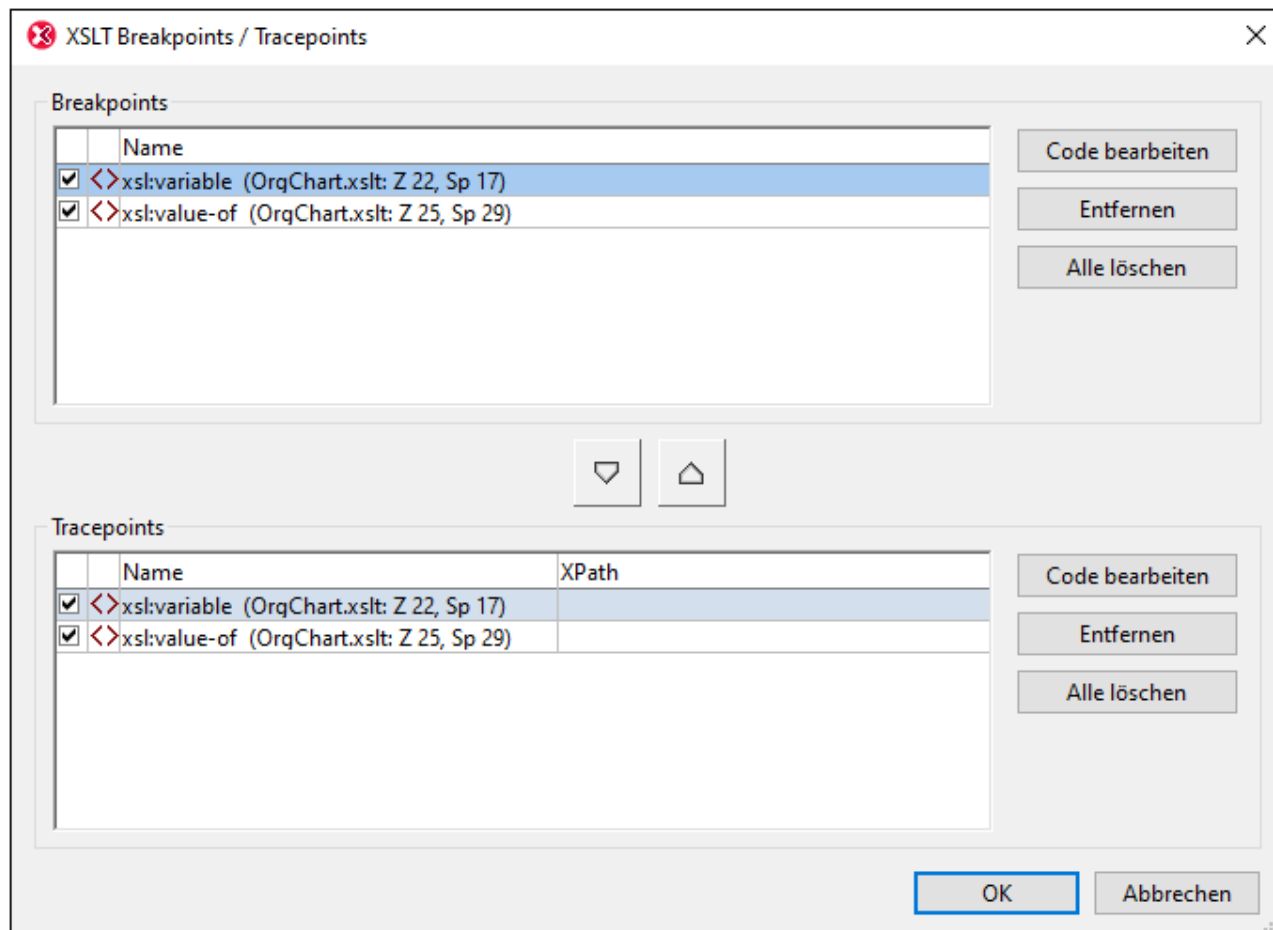 XSLT Breakpoints / Tracepoints
Breakpoints
Name
xsl:variable (OrgChart.xslt: Z 22, Sp 17)
xsl:value-of (OrgChart.xslt: Z 25, Sp 29)
Code bearbeiten
Entfernen
Alle löschen
Tracepoints
Name XPath
xsl:variable (OrgChart.xslt: Z 22, Sp 17)
xsl:value-of (OrgChart.xslt: Z 25, Sp 29)
Code bearbeiten
Entfernen
Alle löschen
OK Abbrechen